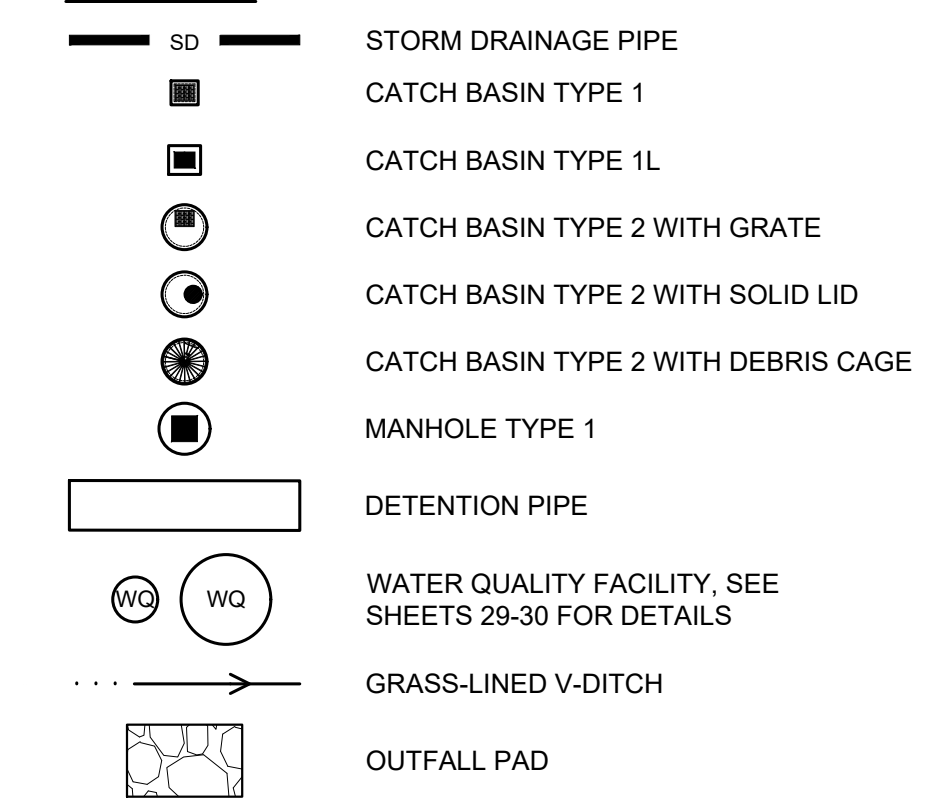 SD STORM DRAINAGE PIPE
CATCH BASIN TYPE 1
CATCH BASIN TYPE 1L
CATCH BASIN TYPE 2 WITH GRATE
CATCH BASIN TYPE 2 WITH SOLID LID
CATCH BASIN TYPE 2 WITH DEBRIS CAGE
MANHOLE TYPE 1
DETENTION PIPE
WQ WQ WATER QUALITY FACILITY, SEE
SHEETS 29-30 FOR DETAILS
GRASS-LINED V-DITCH
OUTFALL PAD